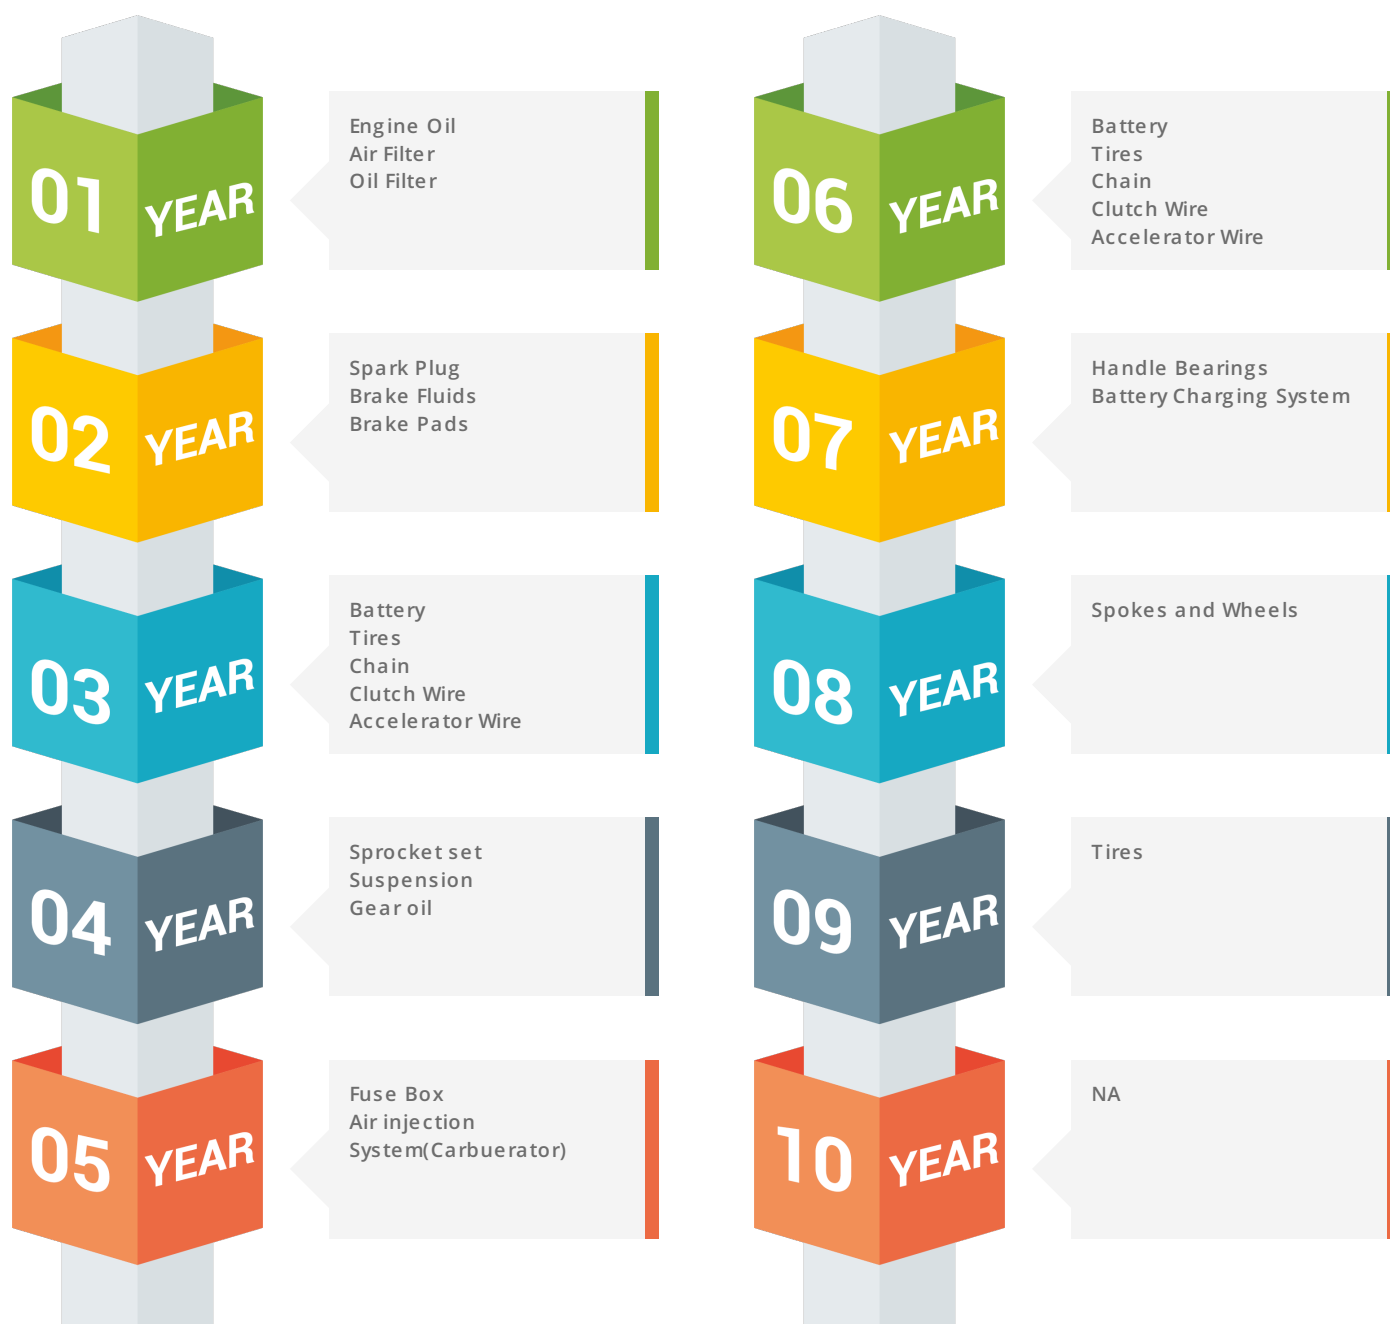 01 YEAR
Engine Oil
Air Filter
Oil Filter
02 YEAR
Spark Plug
Brake Fluids
Brake Pads
03 YEAR
Battery
Tires
Chain
Clutch Wire
Accelerator Wire
04 YEAR
Sprocket set
Suspension
Gear oil
05 YEAR
Fuse Box
Air injection
System(Carbuerator)
06 YEAR
Battery
Tires
Chain
Clutch Wire
Accelerator Wire
07 YEAR
Handle Bearings
Battery Charging System
08 YEAR
Spokes and Wheels
09 YEAR
Tires
10 YEAR
NA